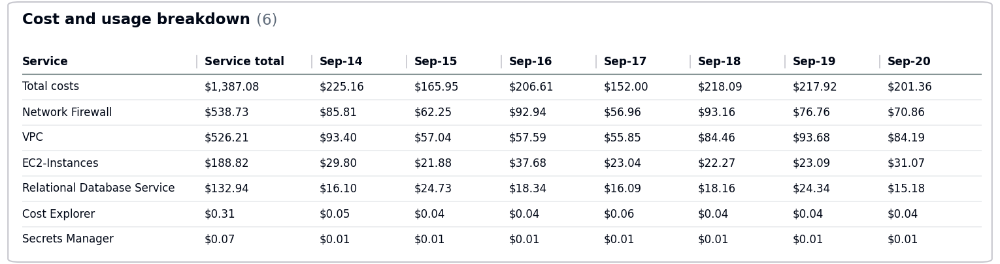 Cost and usage breakdown (6)
Service Service total Sep-14 Sep-15 Sep-16 Sep-17 Sep-18 Sep-19 Sep-20
Total costs $1,387.08 $225.16 $165.95 $206.61 $152.00 $218.09 $217.92 $201.36
Network Firewall $538.73 $85.81 $62.25 $92.94 $56.96 $93.16 $76.76 $70.86
VPC $526.21 $93.40 $57.04 $57.59 $55.85 $84.46 $93.68 $84.19
EC2-Instances $188.82 $29.80 $21.88 $37.68 $23.04 $22.27 $23.09 $31.07
Relational Database Service $132.94 $16.10 $24.73 $18.34 $16.09 $18.16 $24.34 $15.18
Cost Explorer $0.31 $0.05 $0.04 $0.04 $0.06 $0.04 $0.04 $0.04
Secrets Manager $0.07 $0.01 $0.01 $0.01 $0.01 $0.01 $0.01 $0.01